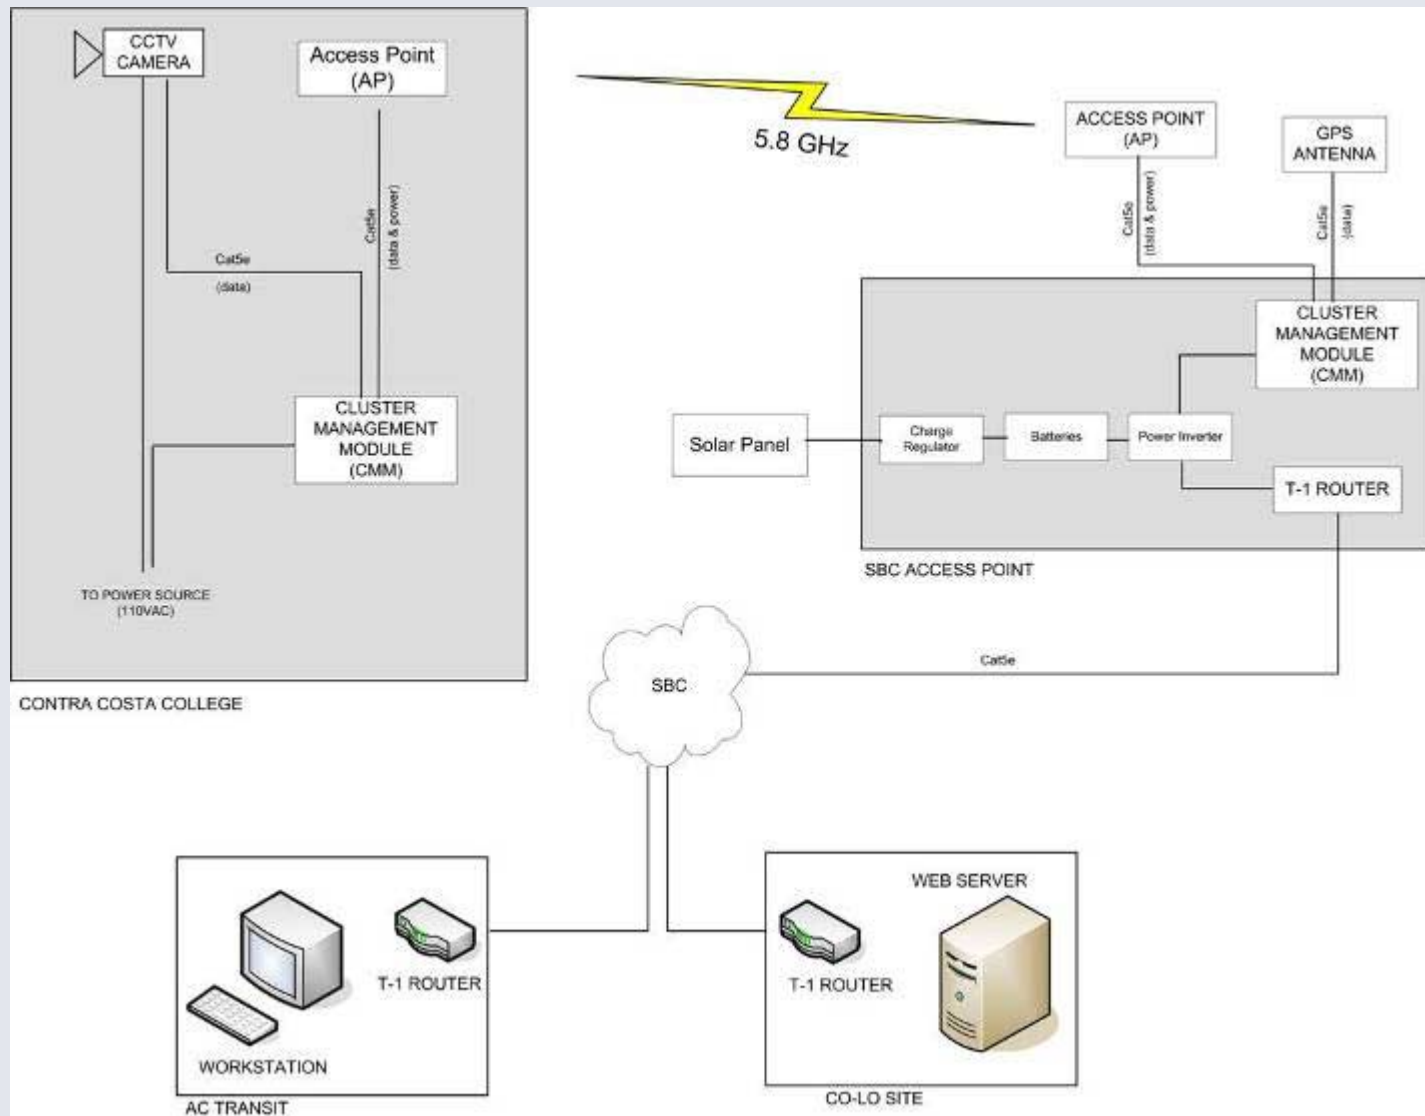 CCTV
CAMERA
Access Point
(AP)
Cat5e
(data & power)
Cat5e
(data)
CLUSTER
MANAGEMENT
MODULE
(CMM)
TO POWER SOURCE
(110VAC)
CONTRA COSTA COLLEGE
5.8 GHz
ACCESS POINT
(AP)
GPS
ANTENNA
Cat5e
(data & power)
Cat5e
(data)
CLUSTER
MANAGEMENT
MODULE
(CMM)
Solar Panel
Charge
Regulator
Batteries
Power Inverter
T-1 ROUTER
SBC ACCESS POINT
Cat5e
SBC
T-1 ROUTER
WORKSTATION
AC TRANSIT
WEB SERVER
T-1 ROUTER
CO-LO SITE